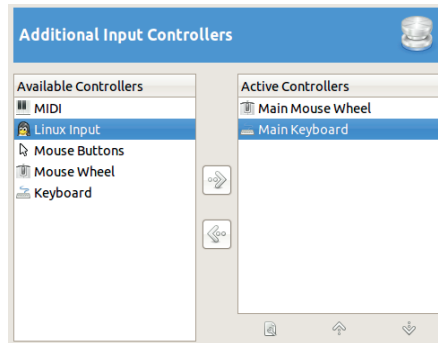 Additional Input Controllers
Available Controllers
MIDI
Linux Input
Mouse Buttons
Mouse Wheel
Keyboard
Active Controllers
Main Mouse Wheel
Main Keyboard